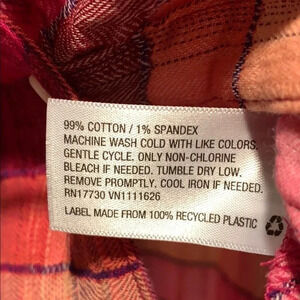 99% COTTON / 1% SPANDEX
MACHINE WASH COLD WITH LIKE COLORS.
GENTLE CYCLE. ONLY NON-CHLORINE
BLEACH IF NEEDED. TUMBLE DRY LOW.
REMOVE PROMPTLY. COOL IRON IF NEEDED.
RN17730 VN1111626
LABEL MADE FROM 100% RECYCLED PLASTIC